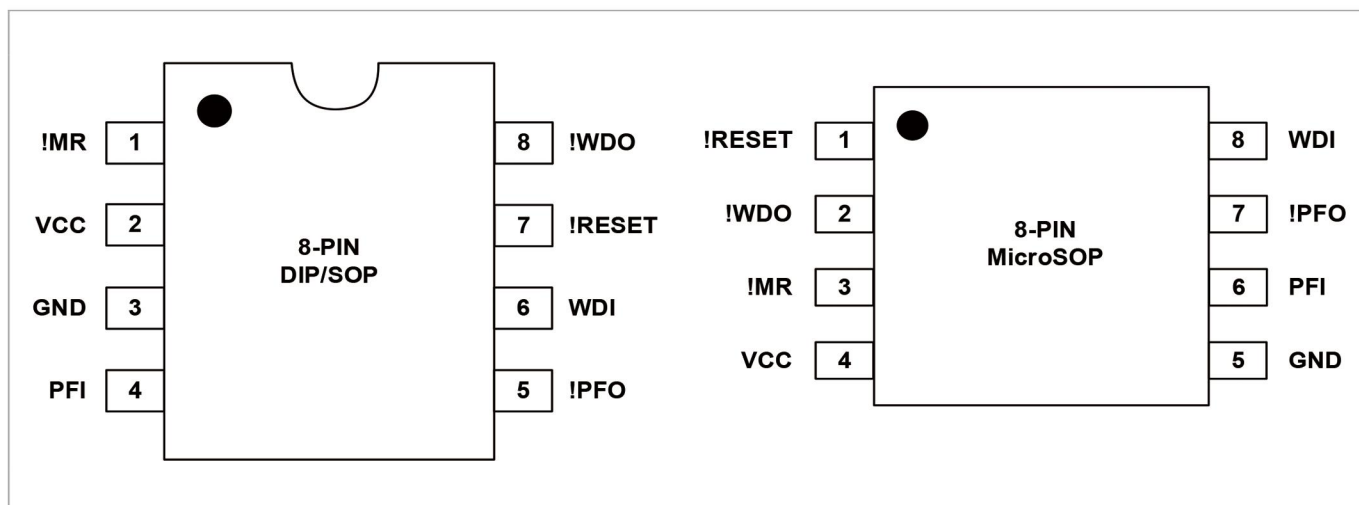 !MR 1 8 !WDO
VCC 2 7 !RESET
8-PIN
DIP/SOP
GND 3 6 WDI
PFI 4 5 !PFO
!RESET 1 8 WDI
!WDO 2 7 !PFO
8-PIN
MicroSOP
!MR 3 6 PFI
VCC 4 5 GND